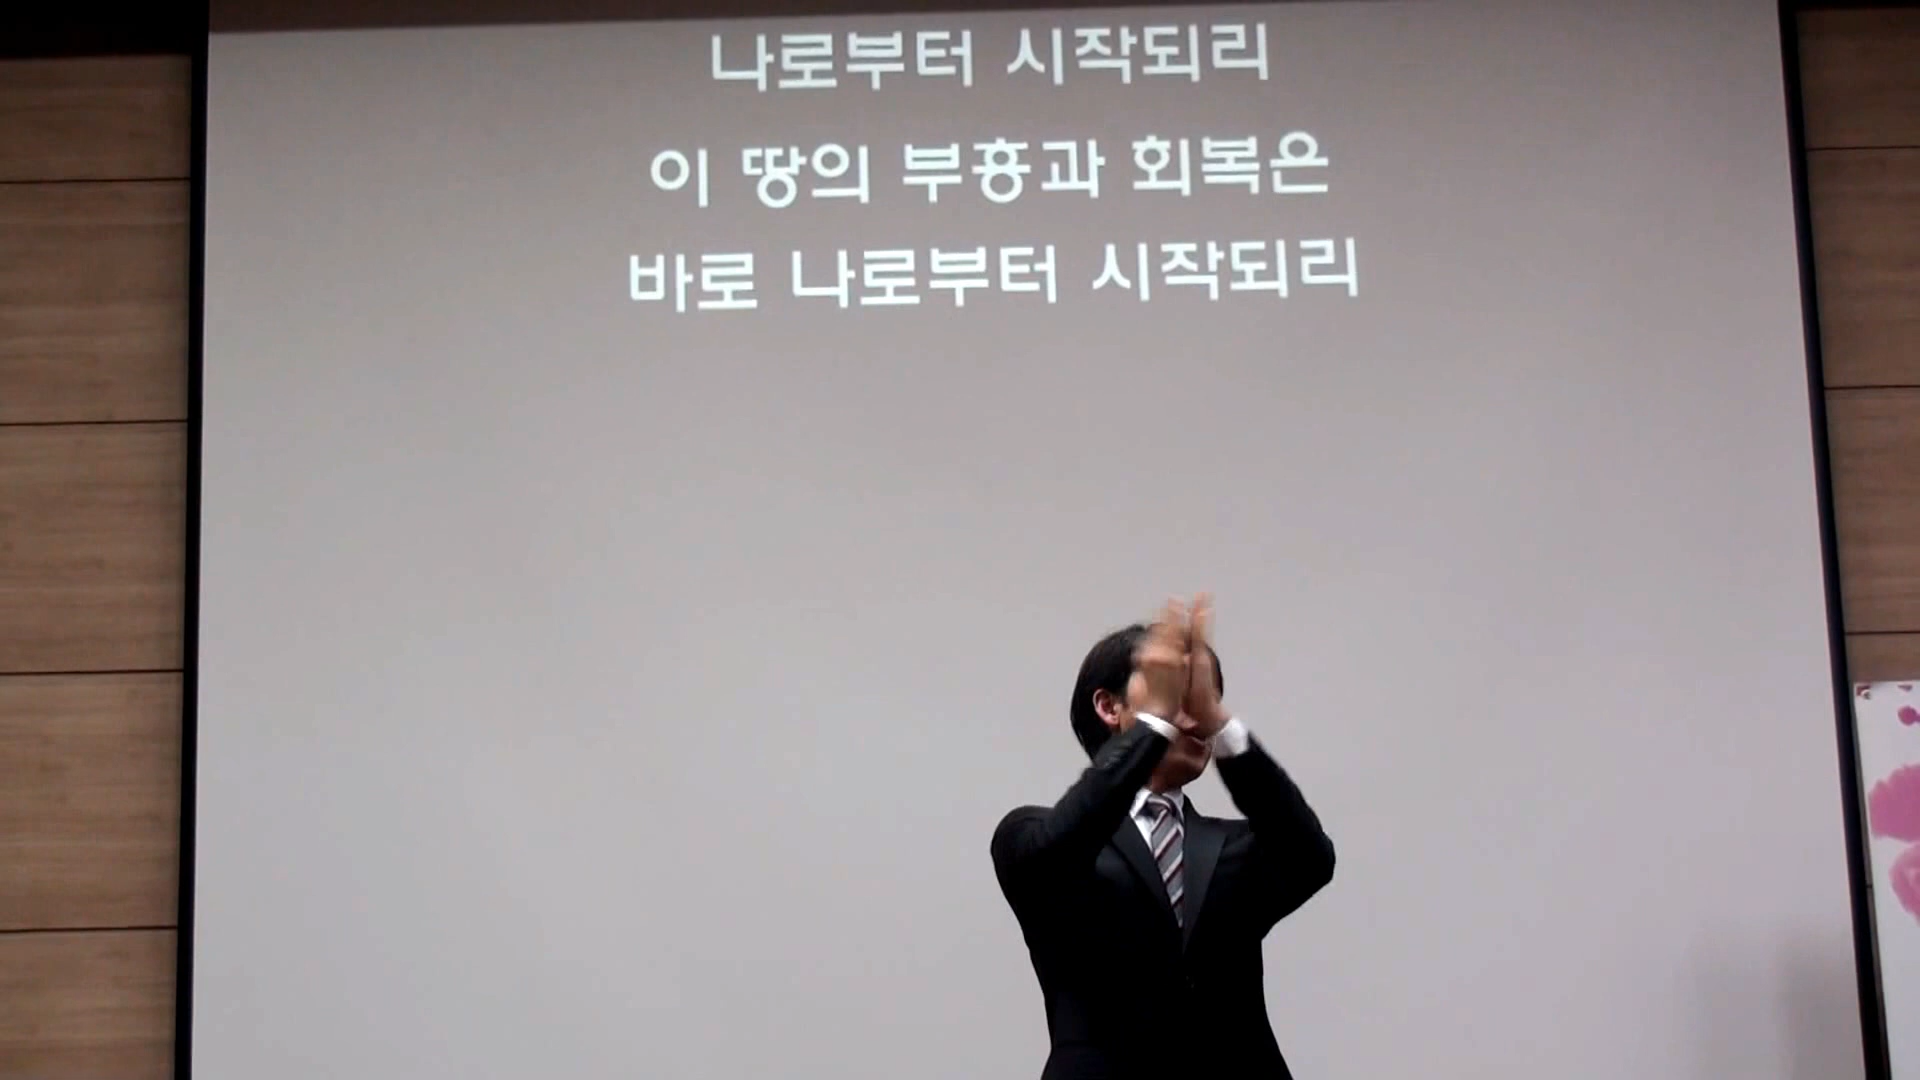 나로부터 시작되리
이 땅의 부흥과 회복은
바로 나로부터 시작되리